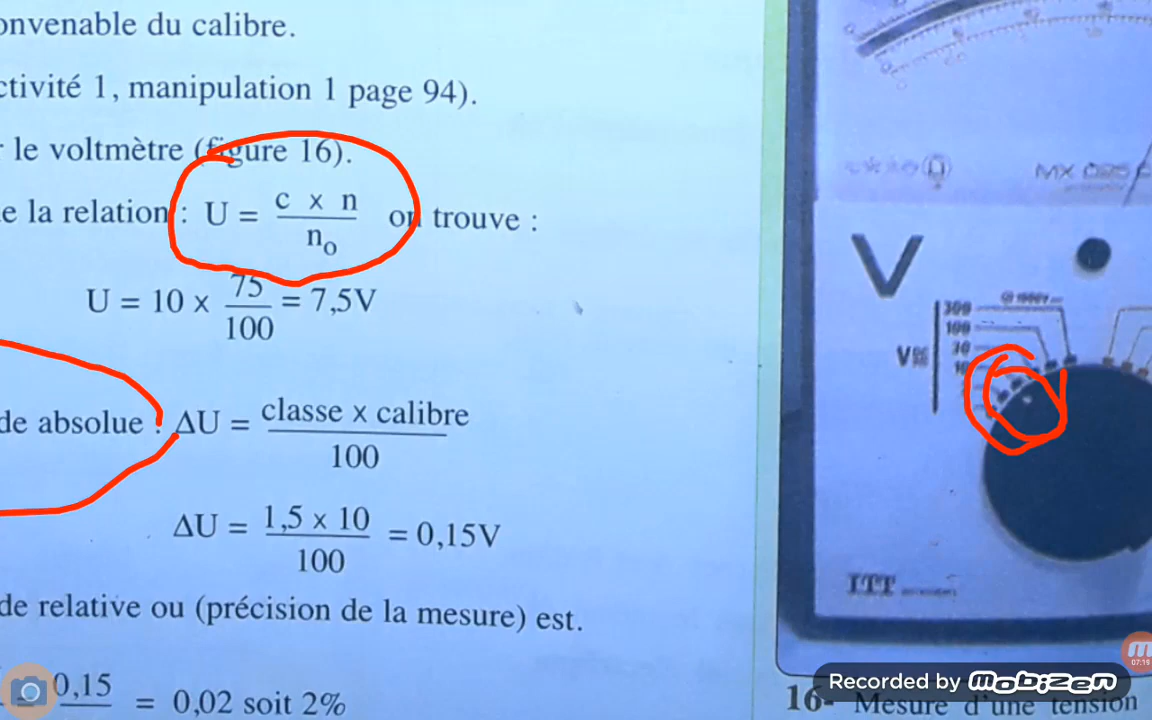 onvenable du calibre.
ctivité 1, manipulation 1 page 94).
r le voltmètre (figure 16).
e la relation : U = c x n / n₀ on trouve :
U = 10 x 75 / 100 = 7,5V
de absolue : ΔU = classe x calibre / 100
ΔU = 1,5 x 10 / 100 = 0,15V
de relative ou (précision de la mesure) est.
0,15 = 0,02 soit 2%
MX
V
300
100
30
10
V
ITT
16- Mesure d'une tension
Recorded by mobizen
07:19